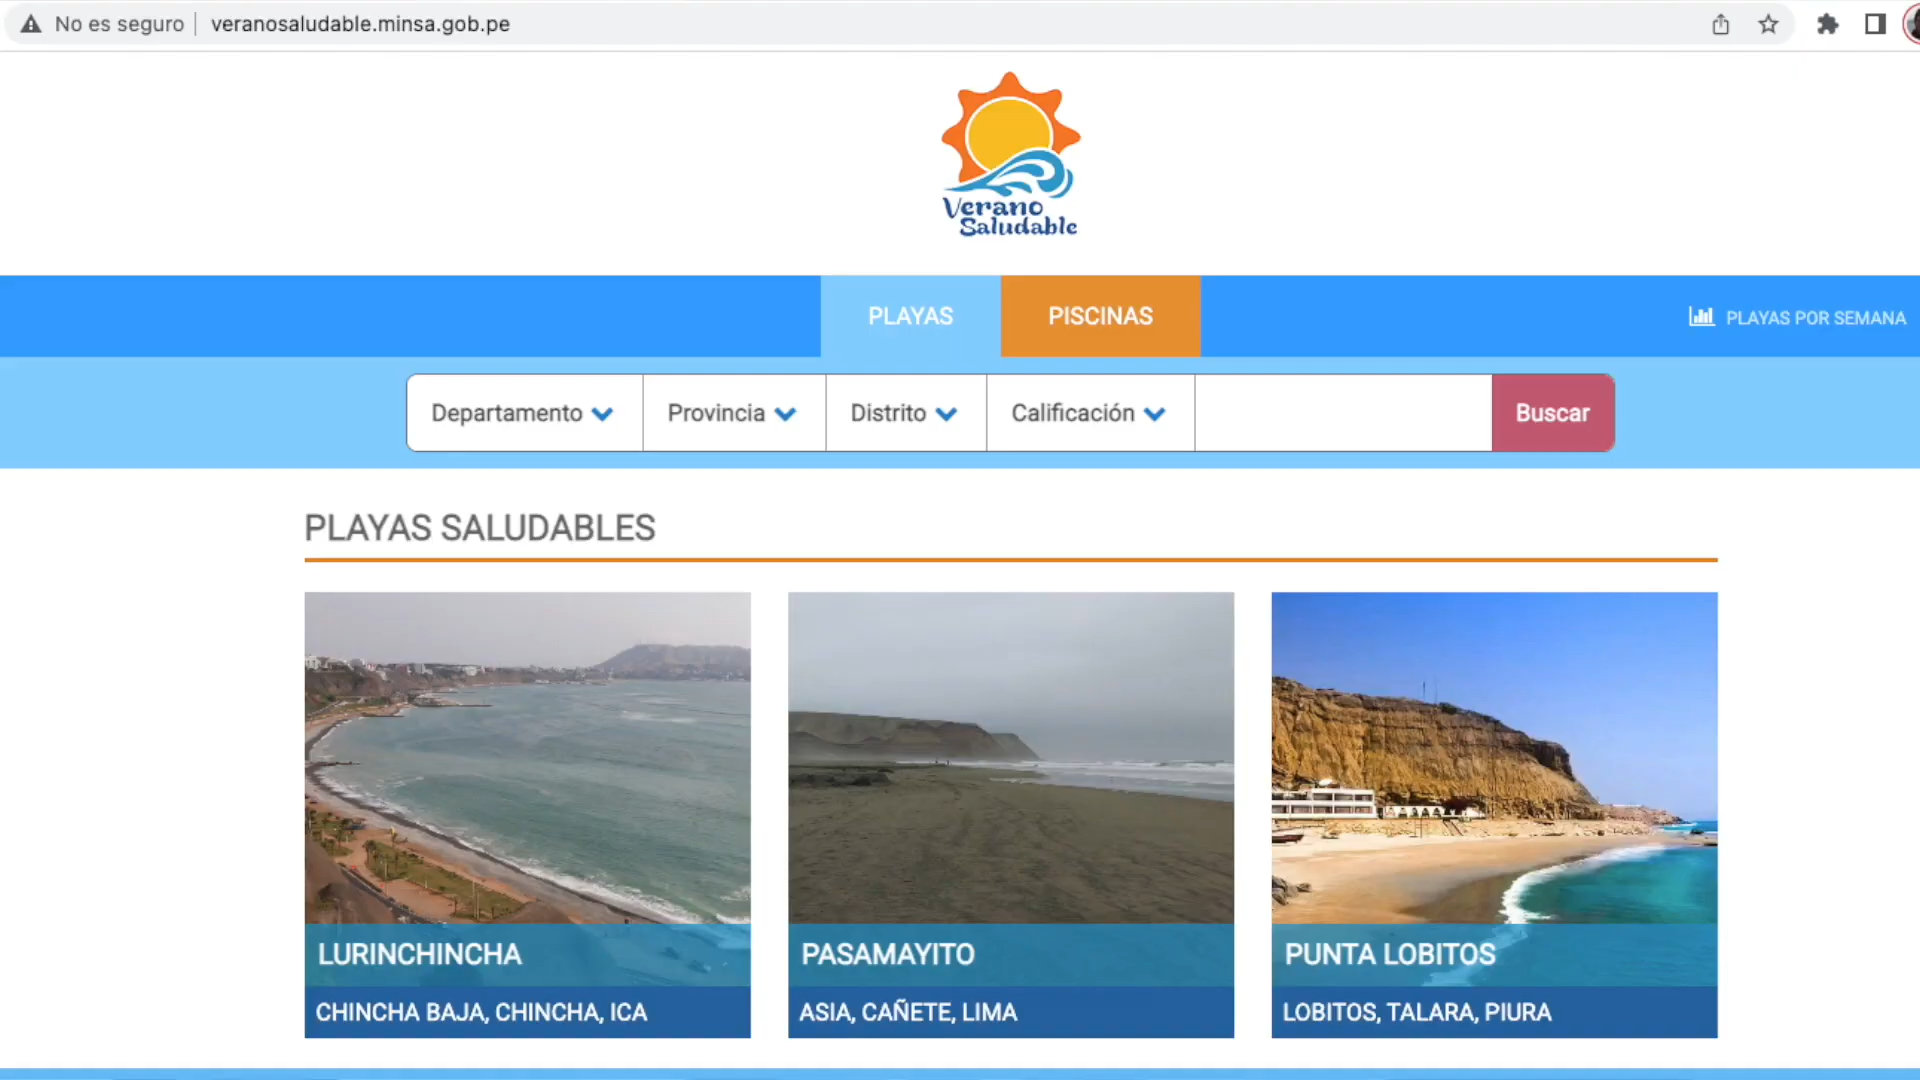 No es seguro | veranosaludable.minsa.gob.pe
Verano
Saludable
PLAYAS
PISCINAS
PLAYAS POR SEMANA
Departamento
Provincia
Distrito
Calificación
Buscar
PLAYAS SALUDABLES
LURINCHINCHA
CHINCHA BAJA, CHINCHA, ICA
PASAMAYITO
ASIA, CAÑETE, LIMA
PUNTA LOBITOS
LOBITOS, TALARA, PIURA